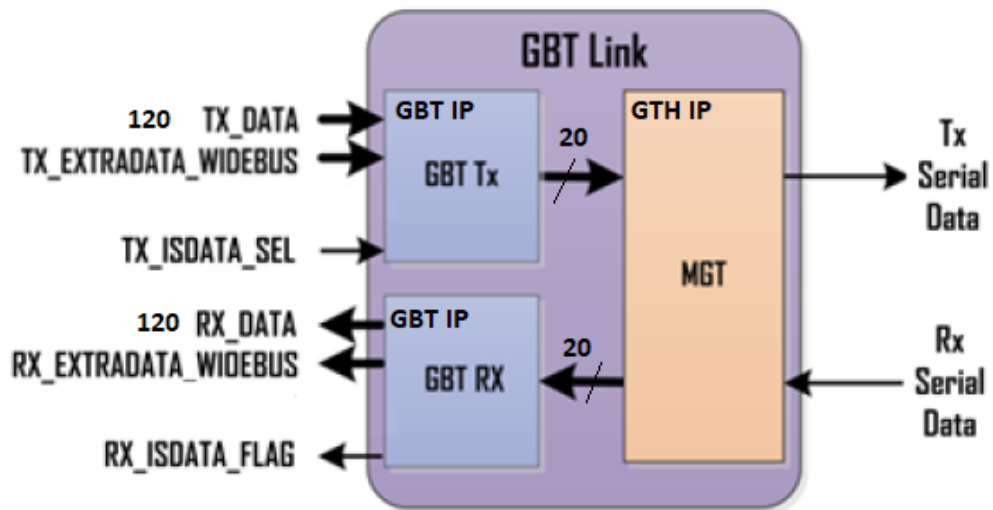 GBT Link
120 TX_DATA
TX_EXTRADATA_WIDEBUS
TX_ISDATA_SEL
GBT IP
GBT Tx
20
GTH IP
MGT
Tx
Serial
Data
120 RX_DATA
RX_EXTRADATA_WIDEBUS
RX_ISDATA_FLAG
GBT IP
GBT RX
20
Rx
Serial
Data